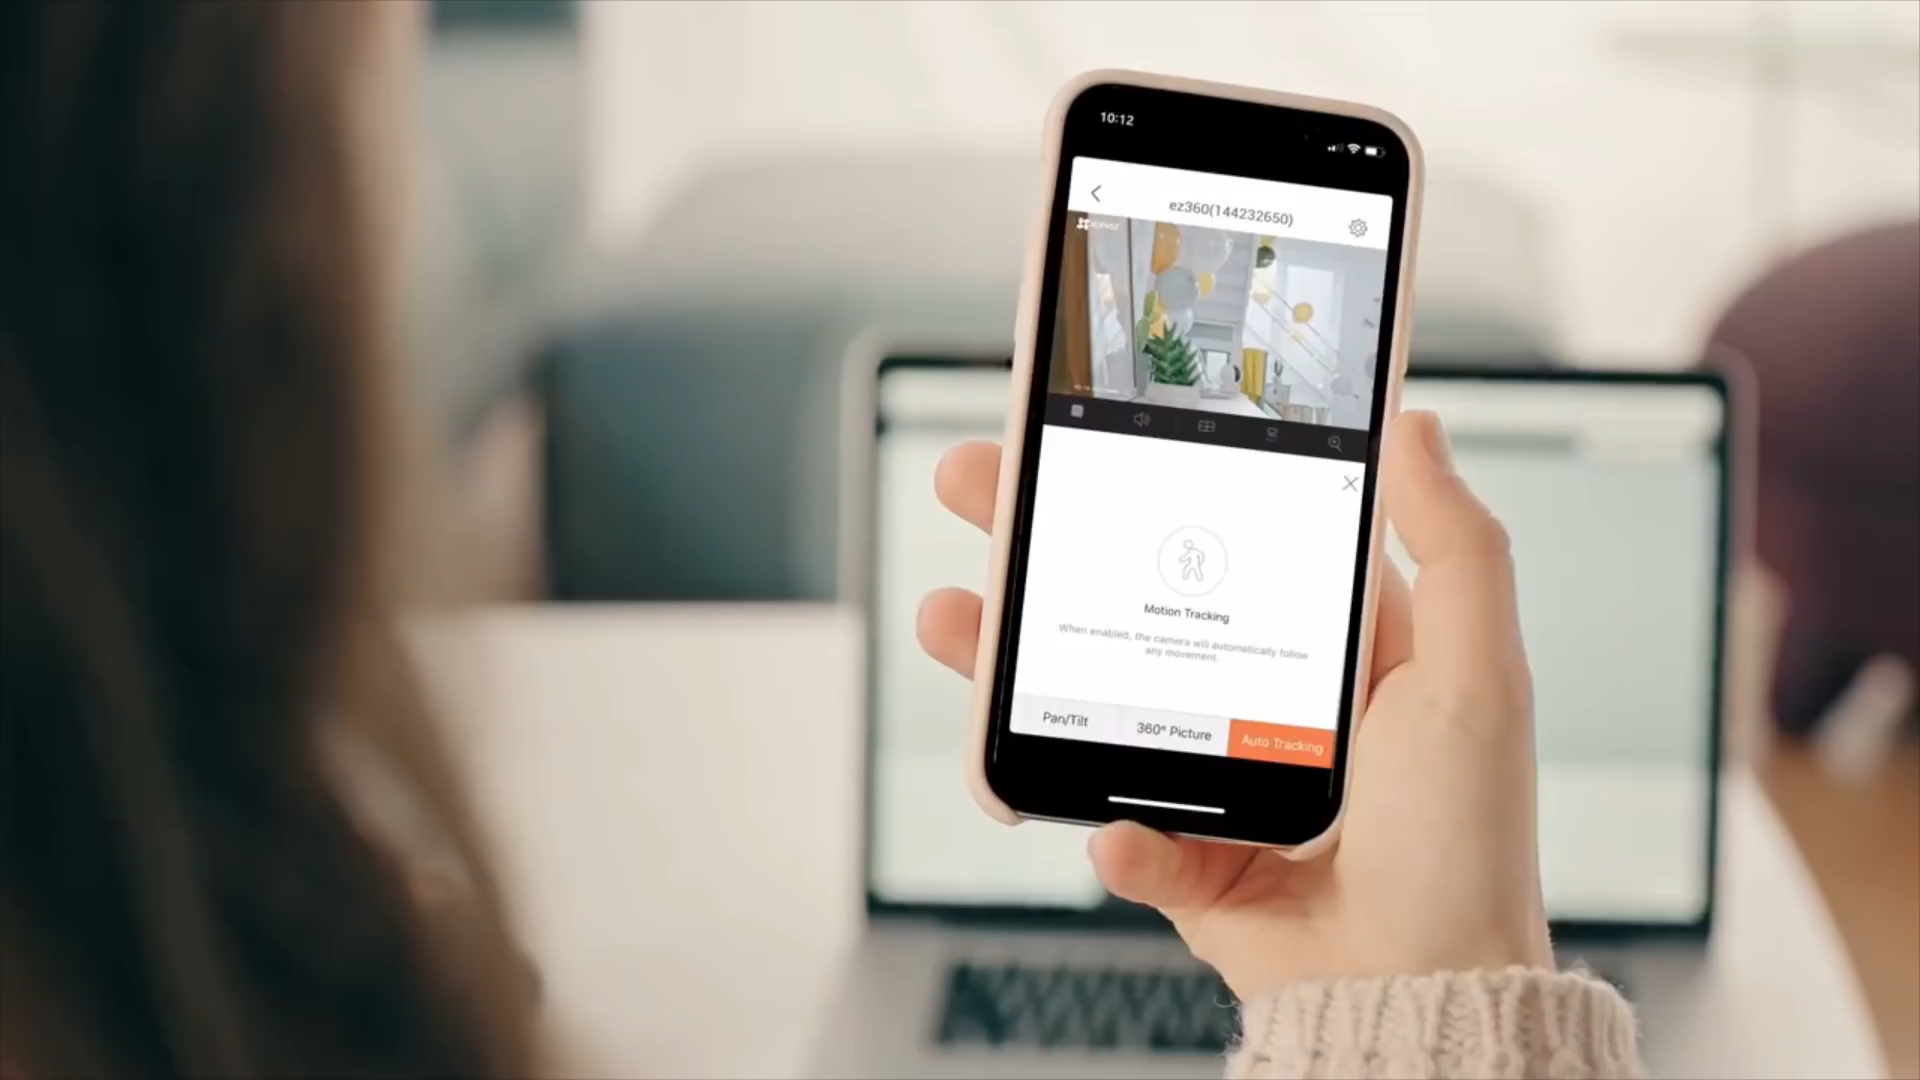 10:12
ez360(144232650)
Motion Tracking
When enabled, the camera will automatically follow
any movement.
Pan/Tilt
360° Picture
Auto Tracking